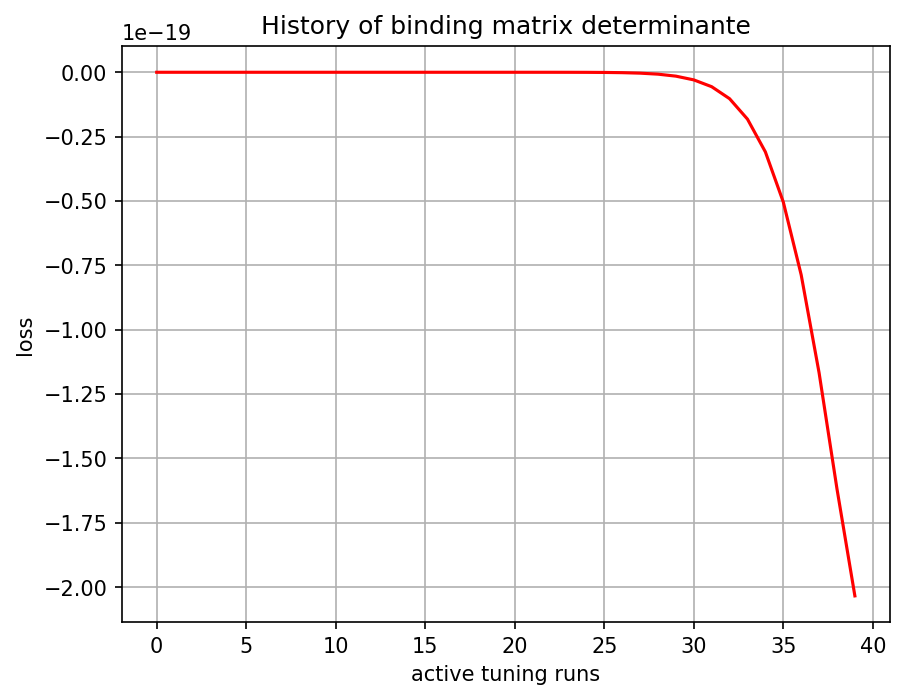 History of binding matrix determinante
1e−19
0.00
−0.25
−0.50
−0.75
−1.00
−1.25
−1.50
−1.75
−2.00
loss
0 5 10 15 20 25 30 35 40
active tuning runs